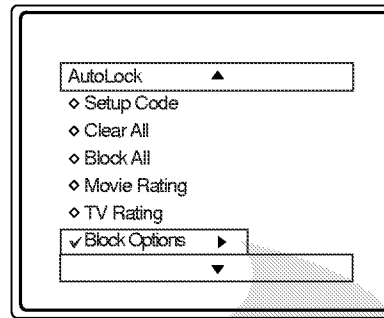 AutoLock
Setup Code
Clear All
Block All
Movie Rating
TV Rating
Block Options